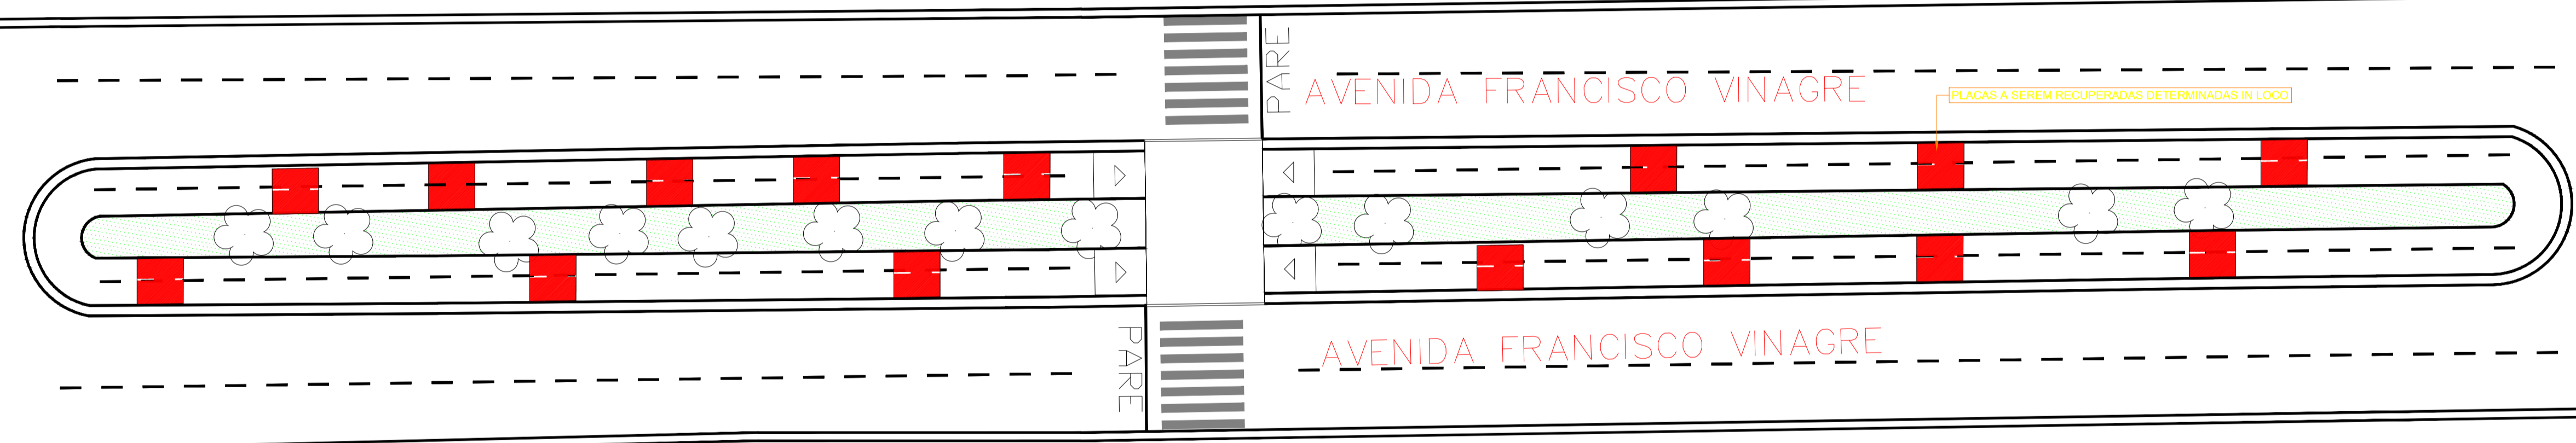 PARE
AVENIDA FRANCISCO VINAGRE
PLACAS A SEREM RECUPERADAS DETERMINADAS IN LOCO
PARE
AVENIDA FRANCISCO VINAGRE